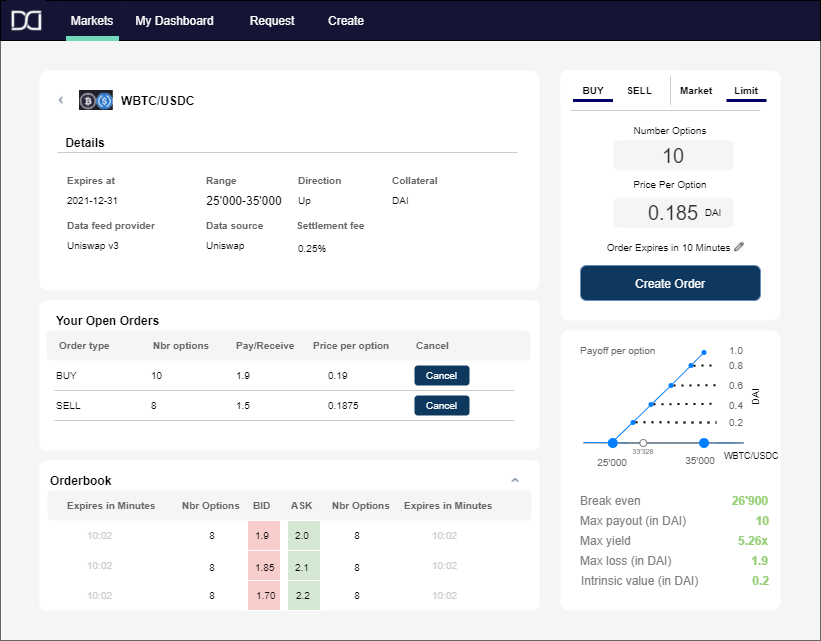 Markets My Dashboard Request Create
WBTC/USDC
Details
Expires at Range Direction Collateral
2021-12-31 25'000-35'000 Up DAI
Data feed provider Data source Settlement fee
Uniswap v3 Uniswap 0.25%
Your Open Orders
Order type Nbr options Pay/Receive Price per option Cancel
BUY 10 1.9 0.19 Cancel
SELL 8 1.5 0.1875 Cancel
Orderbook
Expires in Minutes Nbr Options BID ASK Nbr Options Expires in Minutes
10:02 8 1.9 2.0 8 10:02
10:02 8 1.85 2.1 8 10:02
10:02 8 1.70 2.2 8 10:02
BUY SELL Market Limit
Number Options
10
Price Per Option
0.185 DAI
Order Expires in 10 Minutes
Create Order
Payoff per option
1.0
0.8
0.6
0.4
0.2
DAI
25'000 33'328 35'000 WBTC/USDC
Break even 26'900
Max payout (in DAI) 10
Max yield 5.26x
Max loss (in DAI) 1.9
Intrinsic value (in DAI) 0.2